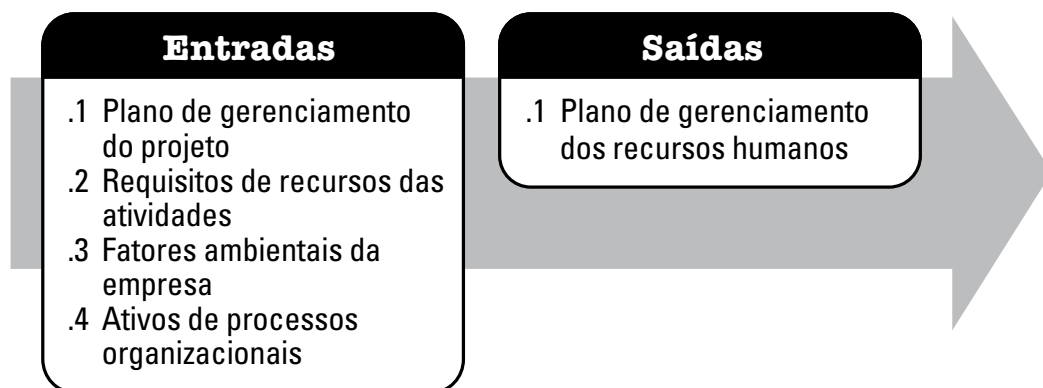 Entradas
.1 Plano de gerenciamento
do projeto
.2 Requisitos de recursos das
atividades
.3 Fatores ambientais da
empresa
.4 Ativos de processos
organizacionais
Saídas
.1 Plano de gerenciamento
dos recursos humanos